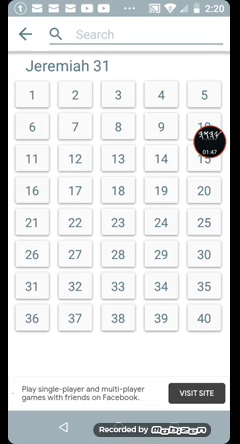 2:20
Search
Jeremiah 31
1 2 3 4 5
6 7 8 9 10
11 12 13 14 15
16 17 18 19 20
21 22 23 24 25
26 27 28 29 30
31 32 33 34 35
36 37 38 39 40
01:47
Play single-player and multi-player
games with friends on Facebook.
VISIT SITE
Recorded by Mobizen